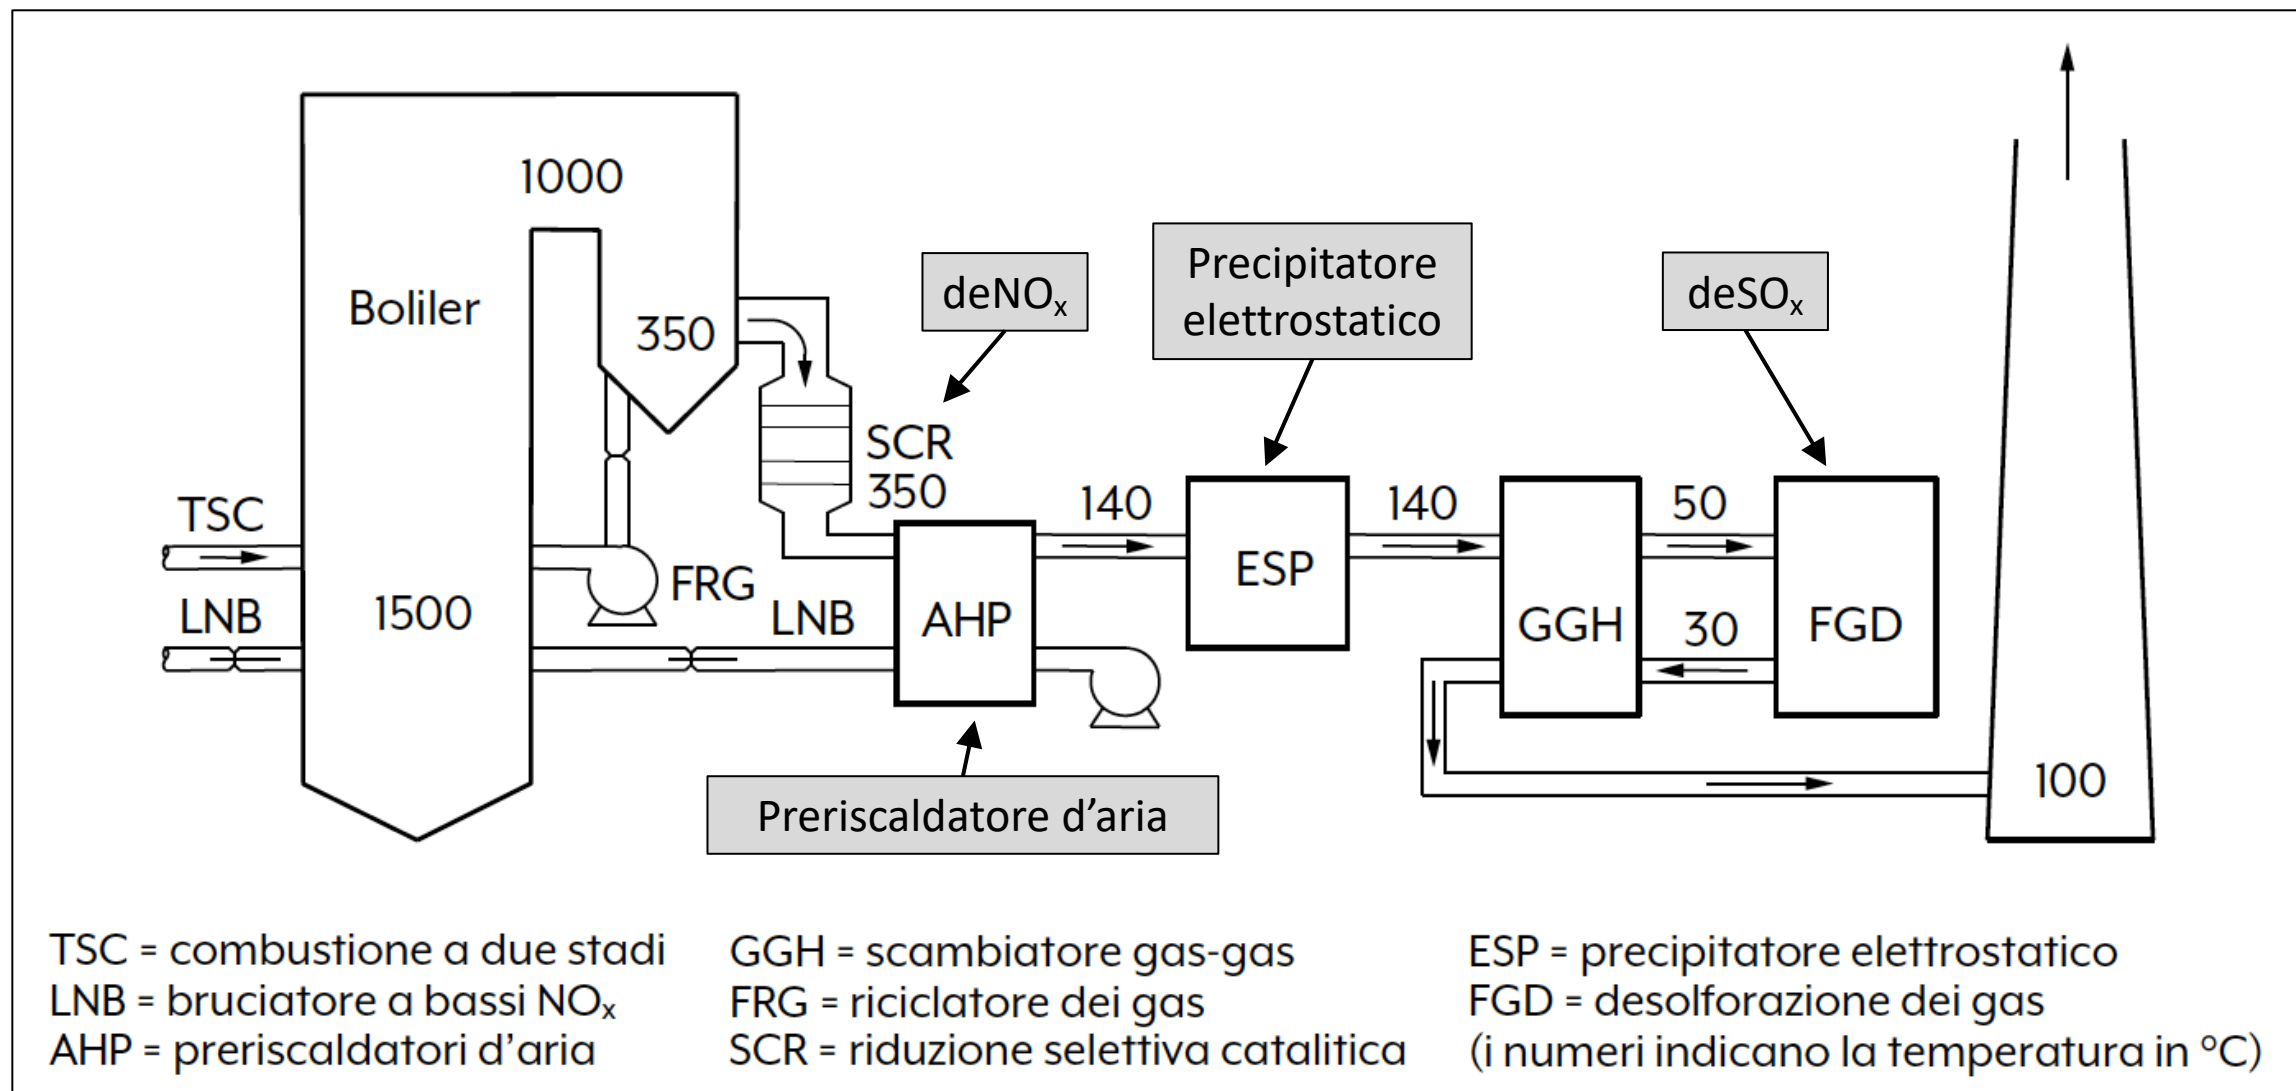 1000
Boliler
350
deNOₓ
Precipitatore
elettrostatico
deSOₓ
SCR
350
TSC
140
140
50
ESP
FRG
LNB
1500
LNB
AHP
GGH
30
FGD
Preriscaldatore d’aria
100
TSC = combustione a due stadi
LNB = bruciatore a bassi NOₓ
AHP = preriscaldatori d’aria
GGH = scambiatore gas-gas
FRG = riciclatore dei gas
SCR = riduzione selettiva catalitica
ESP = precipitatore elettrostatico
FGD = desolforazione dei gas
(i numeri indicano la temperatura in °C)